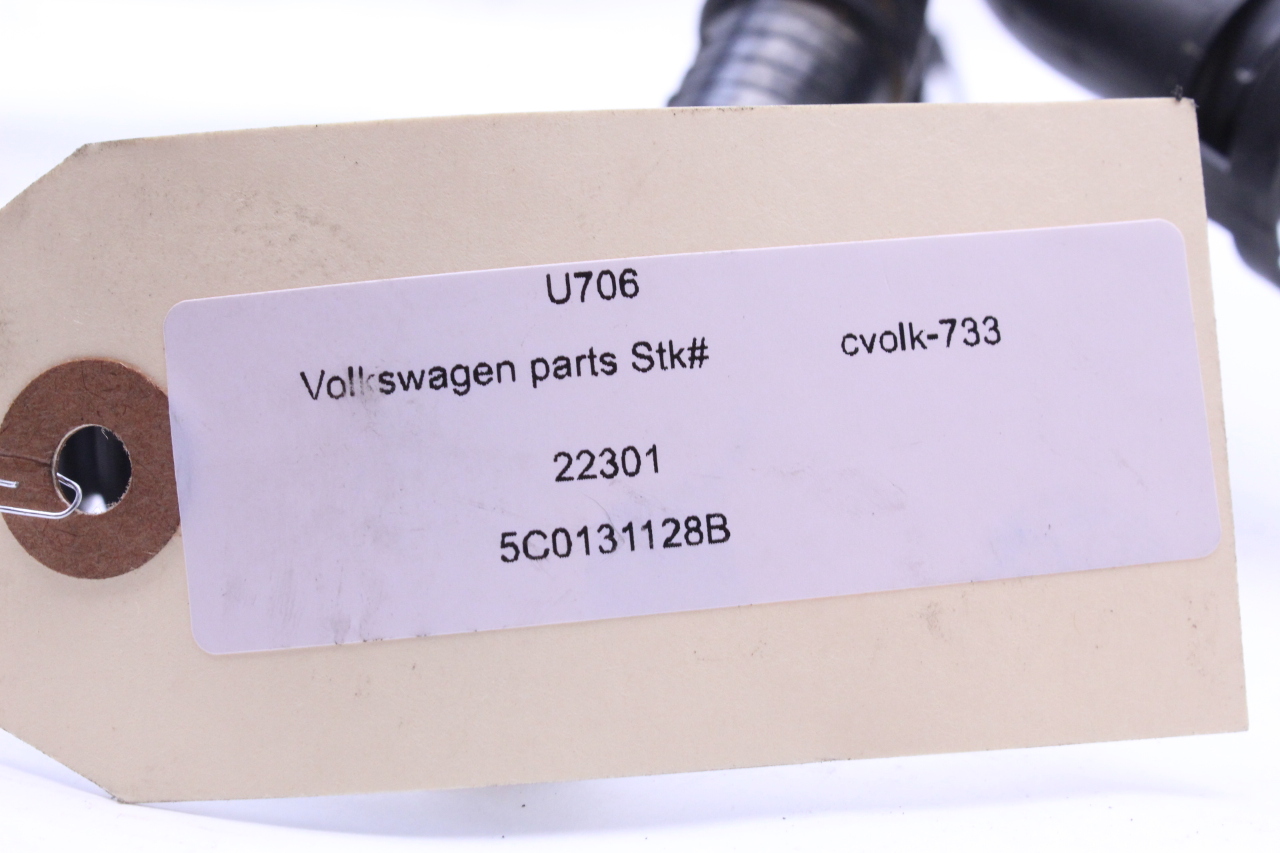 U706
Volkswagen parts Stk# cvolk-733
22301
5C0131128B